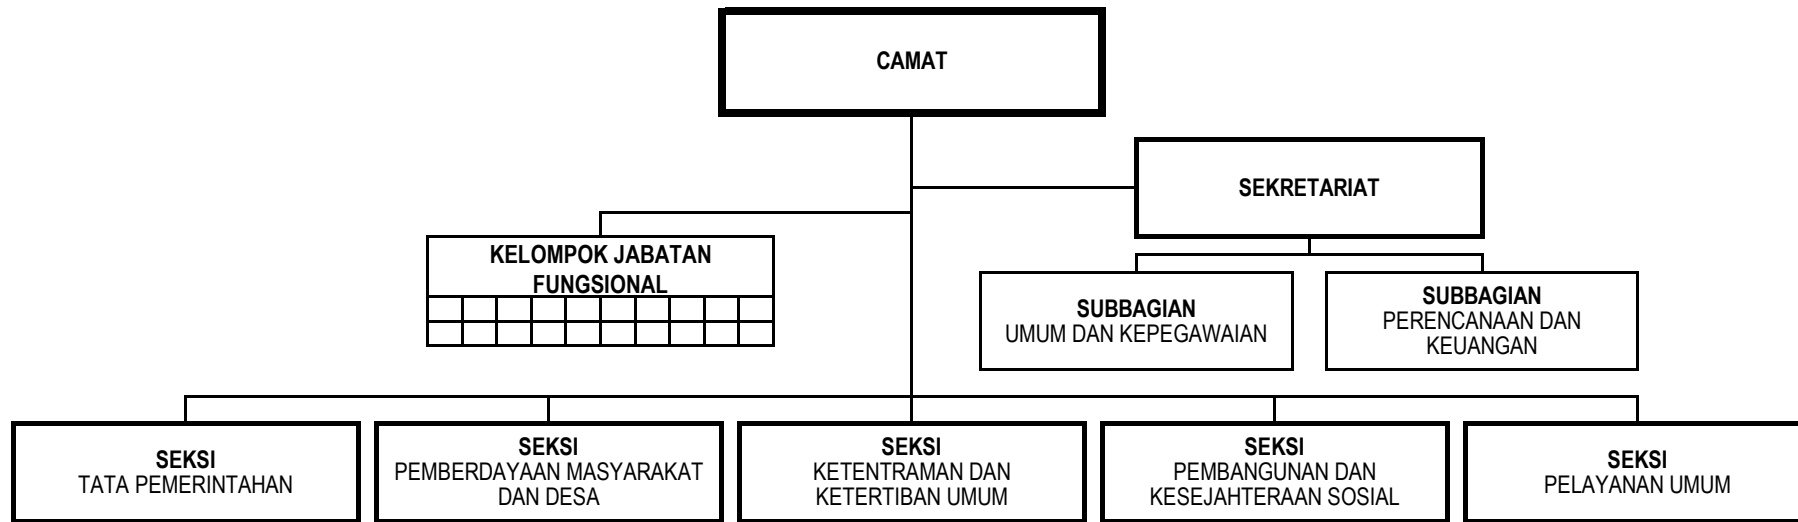 CAMAT
SEKRETARIAT
KELOMPOK JABATAN
FUNGSIONAL
SUBBAGIAN
UMUM DAN KEPEGAWAIAN
SUBBAGIAN
PERENCANAAN DAN
KEUANGAN
SEKSI
TATA PEMERINTAHAN
SEKSI
PEMBERDAYAAN MASYARAKAT
DAN DESA
SEKSI
KETENTRAMAN DAN
KETERTIBAN UMUM
SEKSI
PEMBANGUNAN DAN
KESEJAHTERAAN SOSIAL
SEKSI
PELAYANAN UMUM